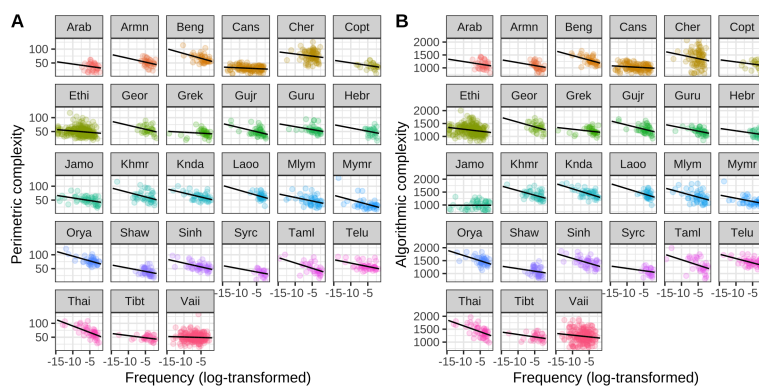 A
Perimetric complexity
Arab Armn Beng Cans Cher Copt
100
50
Ethi Geor Grek Gujr Guru Hebr
100
50
Jamo Khmr Knda Laoo Mlym Mymr
100
50
Orya Shaw Sinh Syrc Taml Telu
100
50
-15-10 -5 -15-10 -5 -15-10 -5
Thai Tibt Vaii
100
50
-15-10 -5 -15-10 -5 -15-10 -5
Frequency (log-transformed)
B
Algorithmic complexity
Arab Armn Beng Cans Cher Copt
2000
1500
1000
Ethi Geor Grek Gujr Guru Hebr
2000
1500
1000
Jamo Khmr Knda Laoo Mlym Mymr
2000
1500
1000
Orya Shaw Sinh Syrc Taml Telu
2000
1500
1000
-15-10 -5 -15-10 -5 -15-10 -5
Thai Tibt Vaii
2000
1500
1000
-15-10 -5 -15-10 -5 -15-10 -5
Frequency (log-transformed)